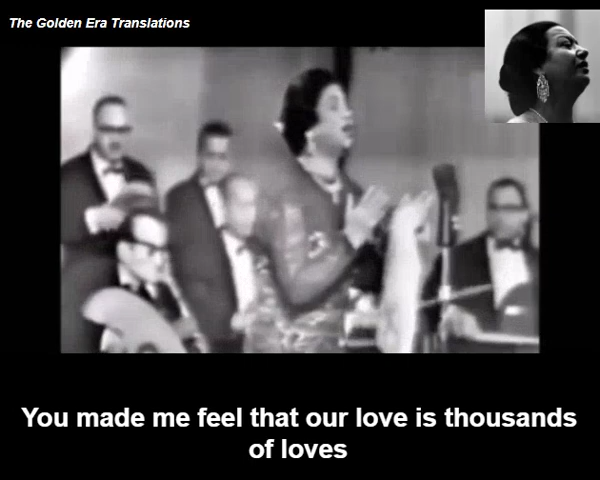 The Golden Era Translations
You made me feel that our love is thousands
of loves